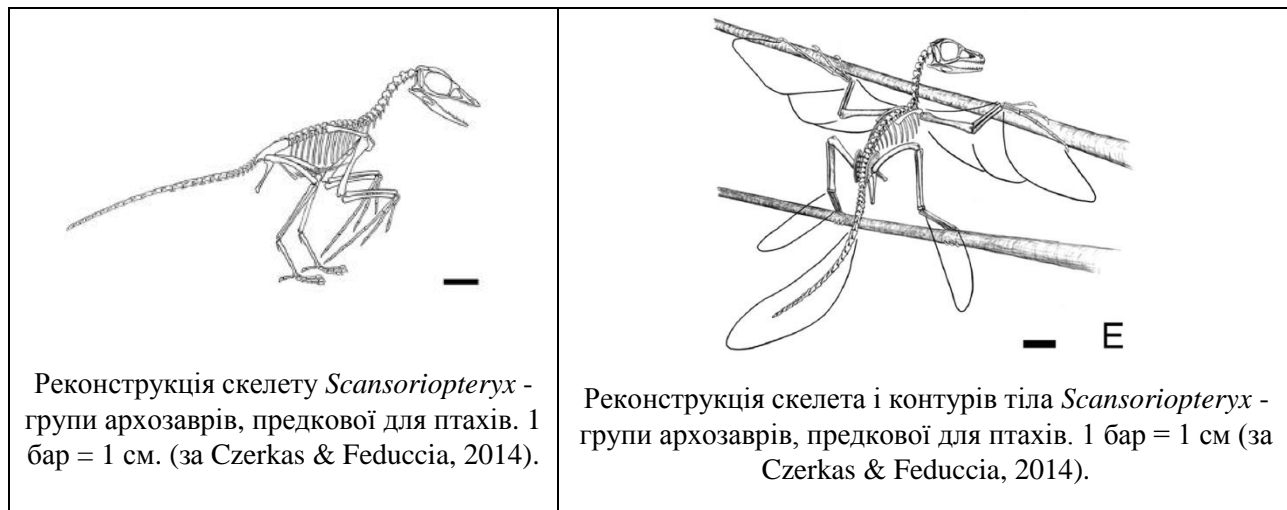 E
Реконструкція скелету Scansoriopteryx -
групи архозаврів, предкової для птахів. 1
бар = 1 см. (за Czerkas & Feduccia, 2014).
Реконструкція скелета і контурів тіла Scansoriopteryx -
групи архозаврів, предкової для птахів. 1 бар = 1 см (за
Czerkas & Feduccia, 2014).